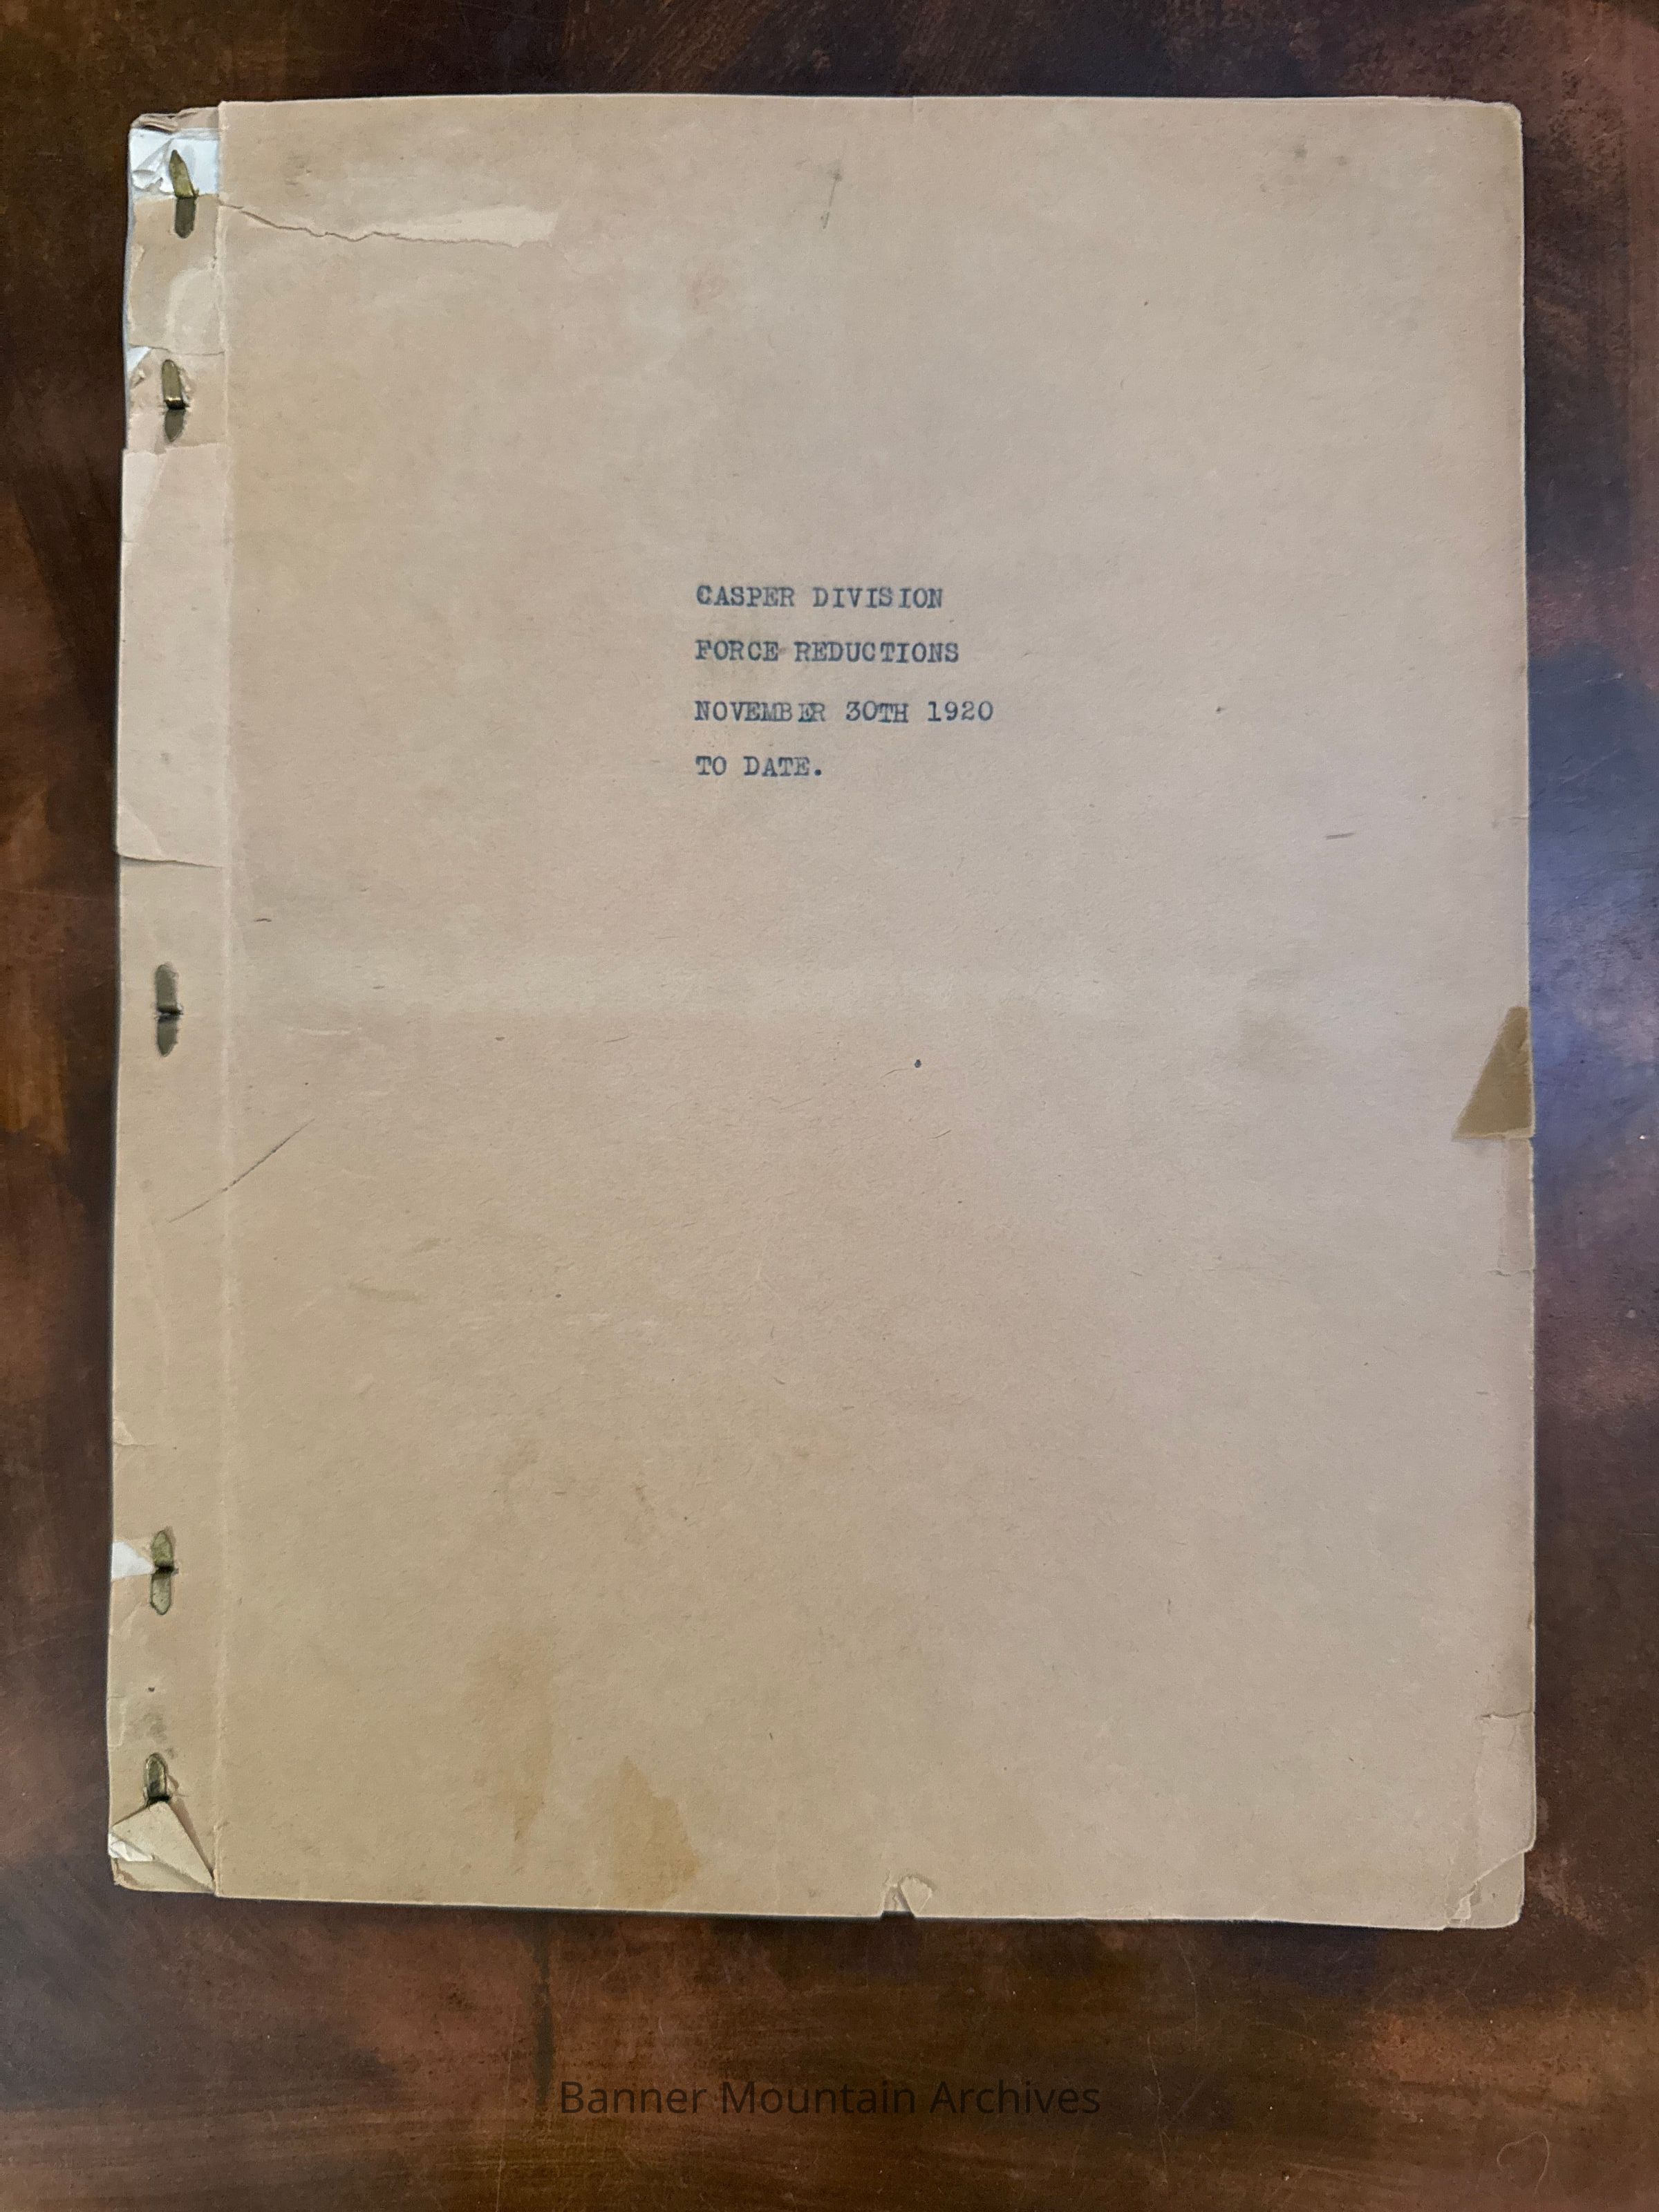 CASPER DIVISION
FORCE REDUCTIONS
NOVEMBER 30TH 1920
TO DATE.
Banner Mountain Archives